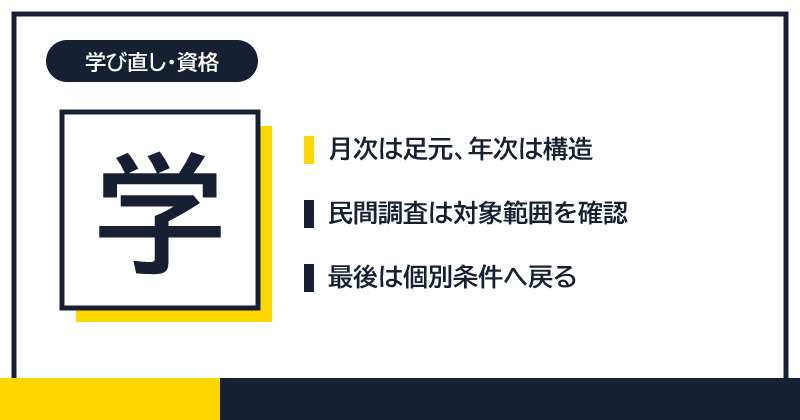 学び直し・資格
学
月次は足元、年次は構造
民間調査は対象範囲を確認
最後は個別条件へ戻る